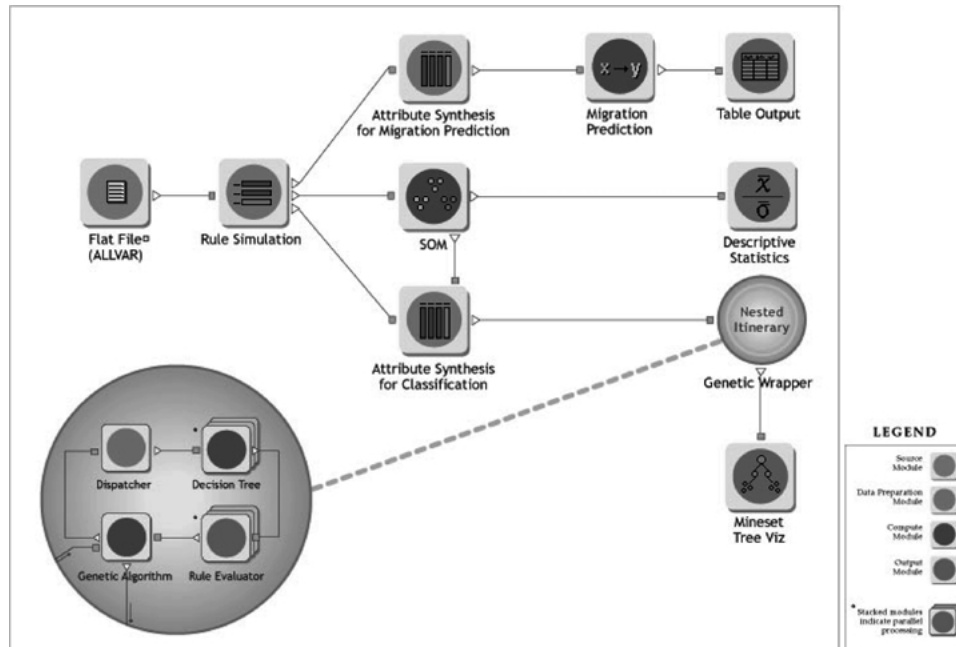 Attribute Synthesis
for Migration Prediction
x→y
Migration
Prediction
Table Output
Flat File¤
(ALLVAR)
Rule Simulation
SOM
x̄
σ̄
Descriptive
Statistics
Attribute Synthesis
for Classification
Nested
Itinerary
Genetic Wrapper
*
Dispatcher
Decision Tree
*
Genetic Algorithm
Rule Evaluator
Mineset
Tree Viz
LEGEND
Source
Module
Data Preparation
Module
Compute
Module
Output
Module
* Stacked modules
indicate parallel
processing